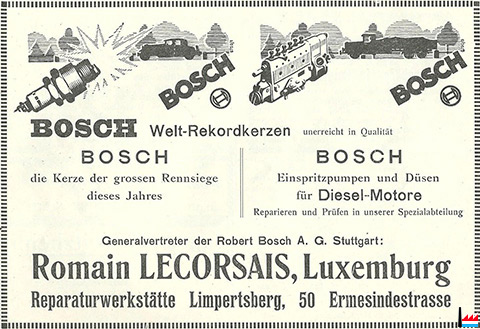 BOSCH
BOSCH
BOSCH Welt-Rekordkerzen unerreicht in Qualität
BOSCH
die Kerze der grossen Rennsiege
dieses Jahres
BOSCH
Einspritzpumpen und Düsen
für Diesel-Motore
Reparieren und Prüfen in unserer Spezialabteilung
Generalvertreter der Robert Bosch A. G. Stuttgart:
Romain LECORSAIS, Luxemburg
Reparaturwerkstätte Limpertsberg, 50 Ermesindestrasse